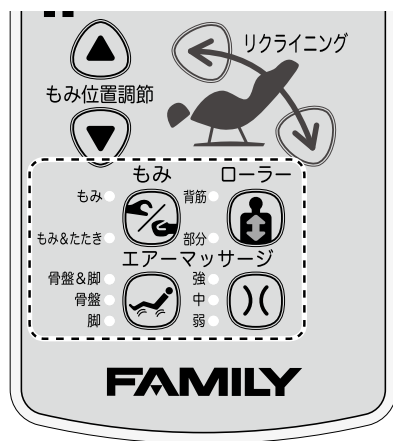 リクライニング
もみ位置調節
もみ ローラー
もみ 背筋
もみ&たたき 部分
エアーマッサージ
骨盤&脚 強
骨盤 中
脚 弱
FAMILY